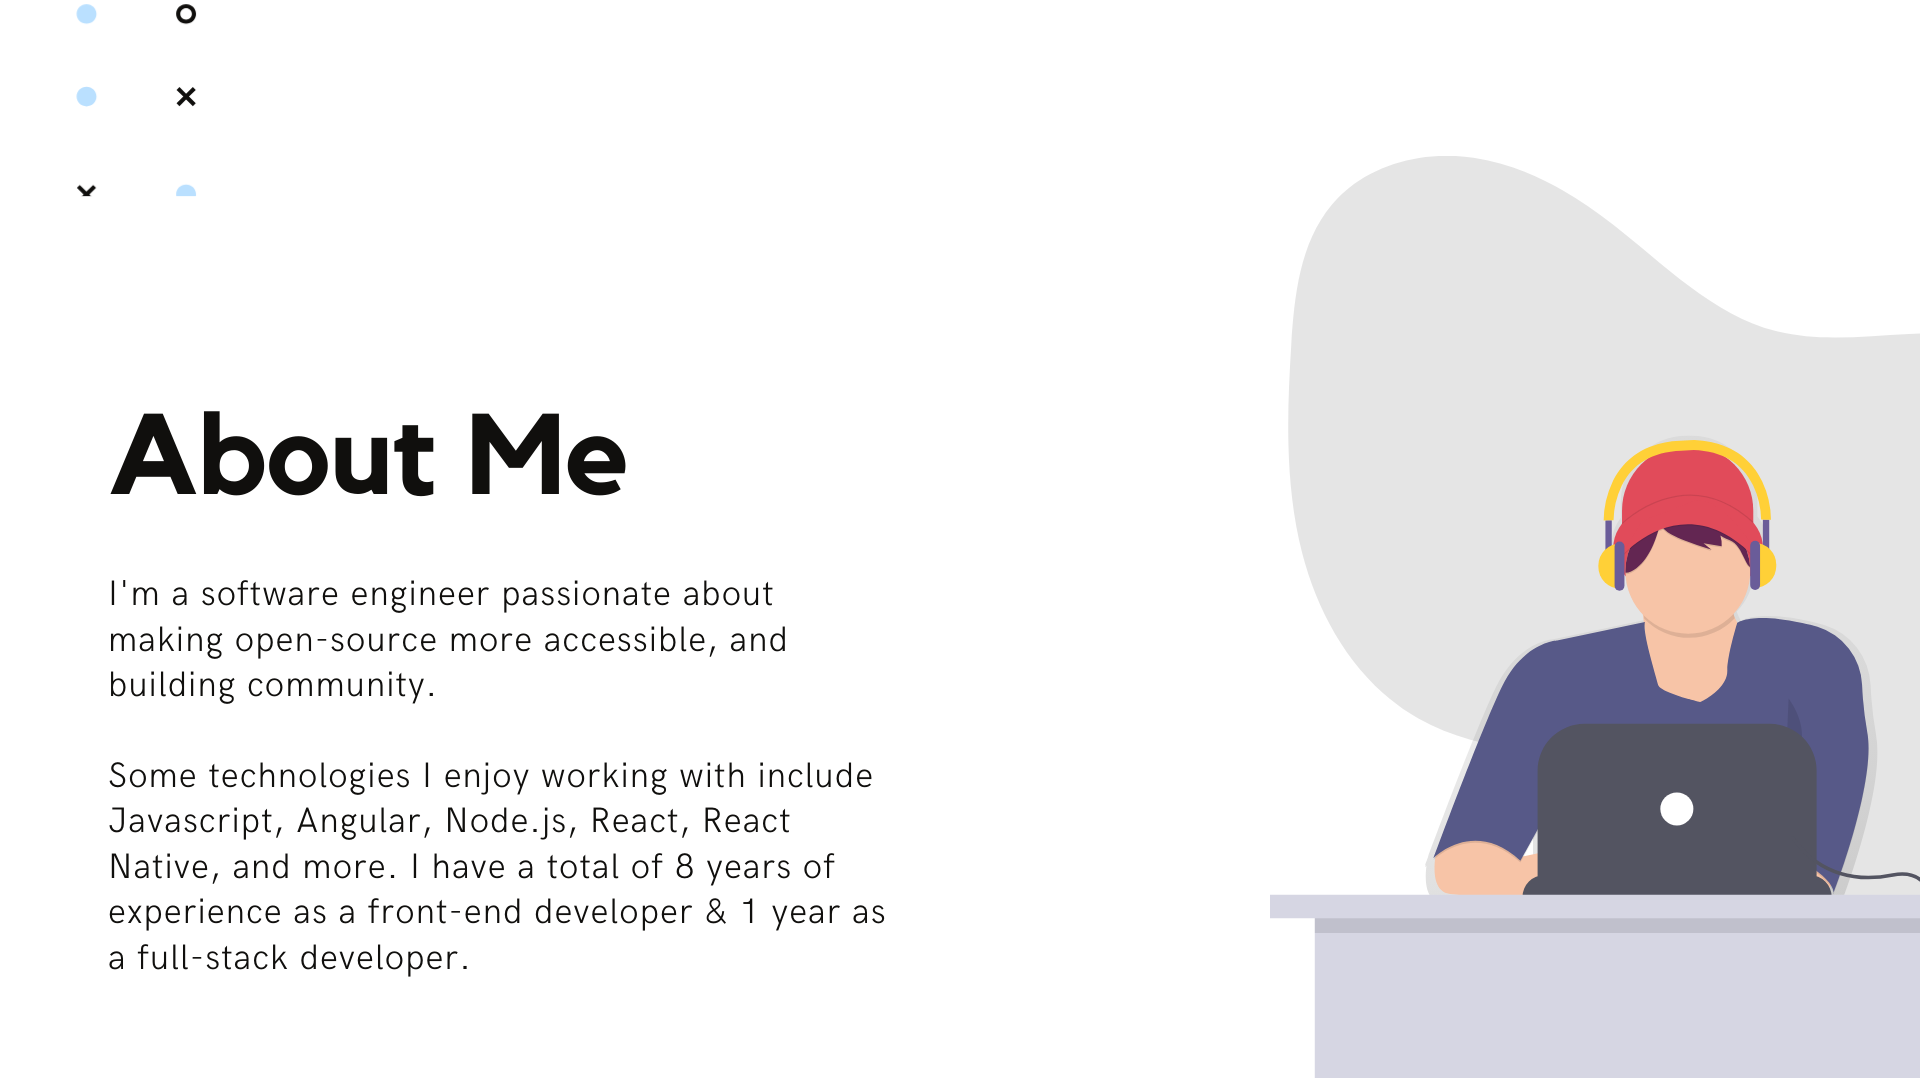 About Me
I'm a software engineer passionate about
making open-source more accessible, and
building community.
Some technologies I enjoy working with include
Javascript, Angular, Node.js, React, React
Native, and more. I have a total of 8 years of
experience as a front-end developer & 1 year as
a full-stack developer.